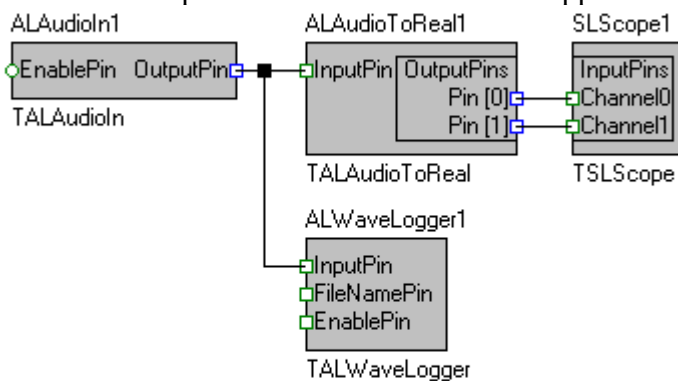 ALAudioIn1
EnablePin OutputPin
TALAudioIn
ALAudioToReal1
InputPin OutputPins
Pin [0]
Pin [1]
TALAudioToReal
SLScope1
InputPins
Channel0
Channel1
TSLScope
ALWaveLogger1
InputPin
FileNamePin
EnablePin
TALWaveLogger